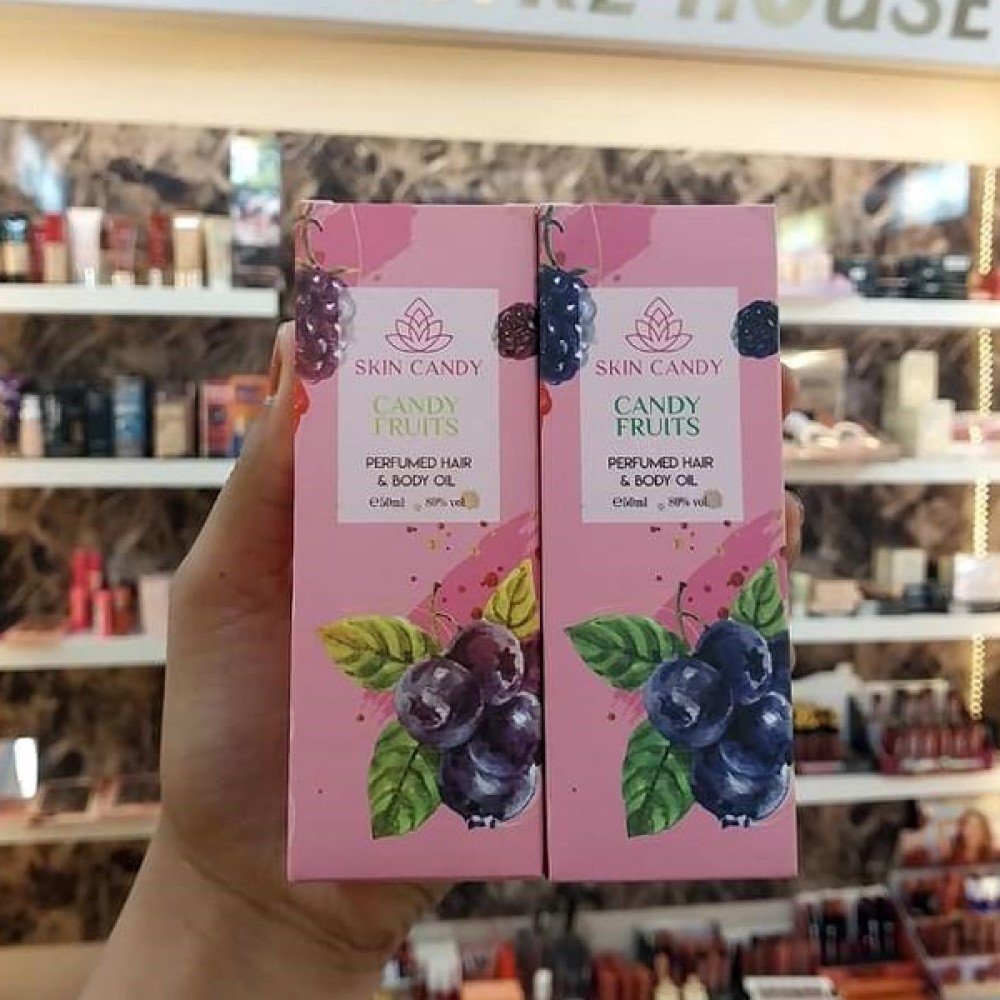 HOUSE
SKIN CANDY
CANDY
FRUITS
PERFUMED HAIR
& BODY OIL
℮50ml 80% vol
SKIN CANDY
CANDY
FRUITS
PERFUMED HAIR
& BODY OIL
℮50ml 80% vol